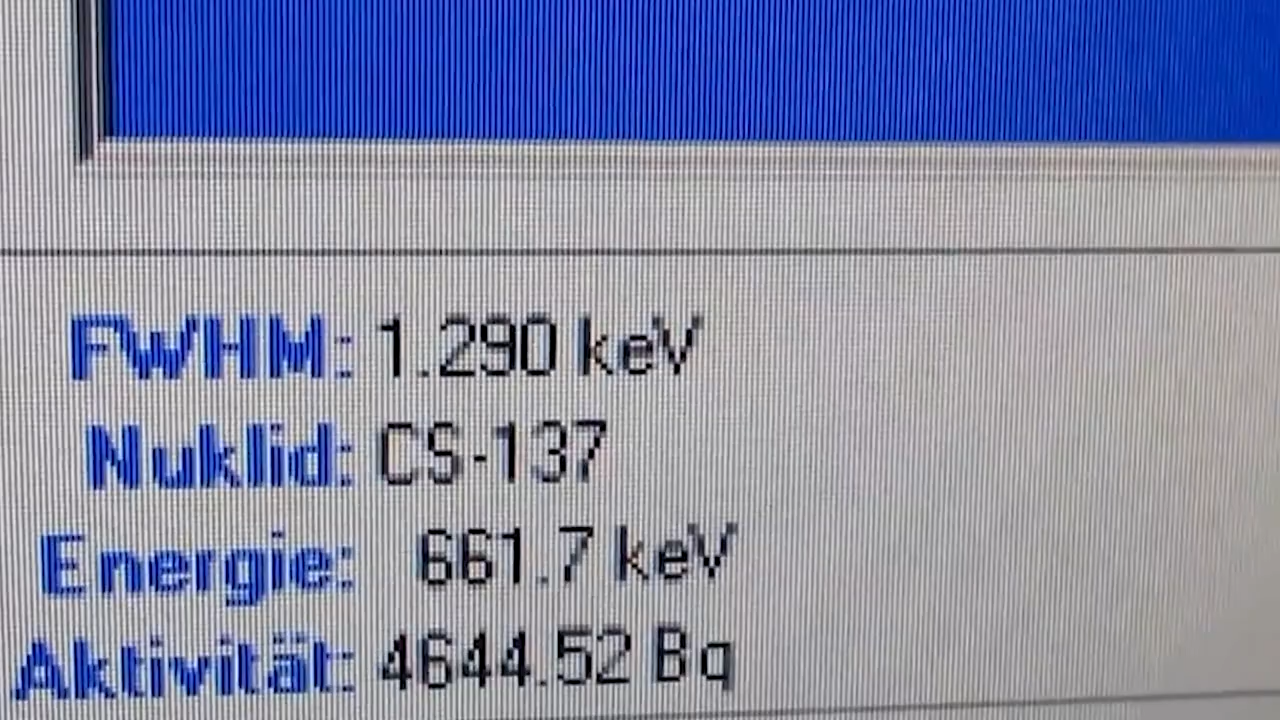 FWHM: 1.290 keV
Nuklid: CS-137
Energie: 661.7 keV
Aktivität: 4644.52 Bq